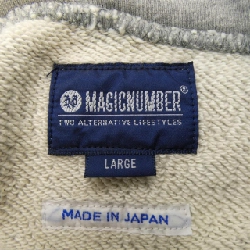 MAGICNUMBER
TWO ALTERNATIVE LIFESTYLES
LARGE
MADE IN JAPAN